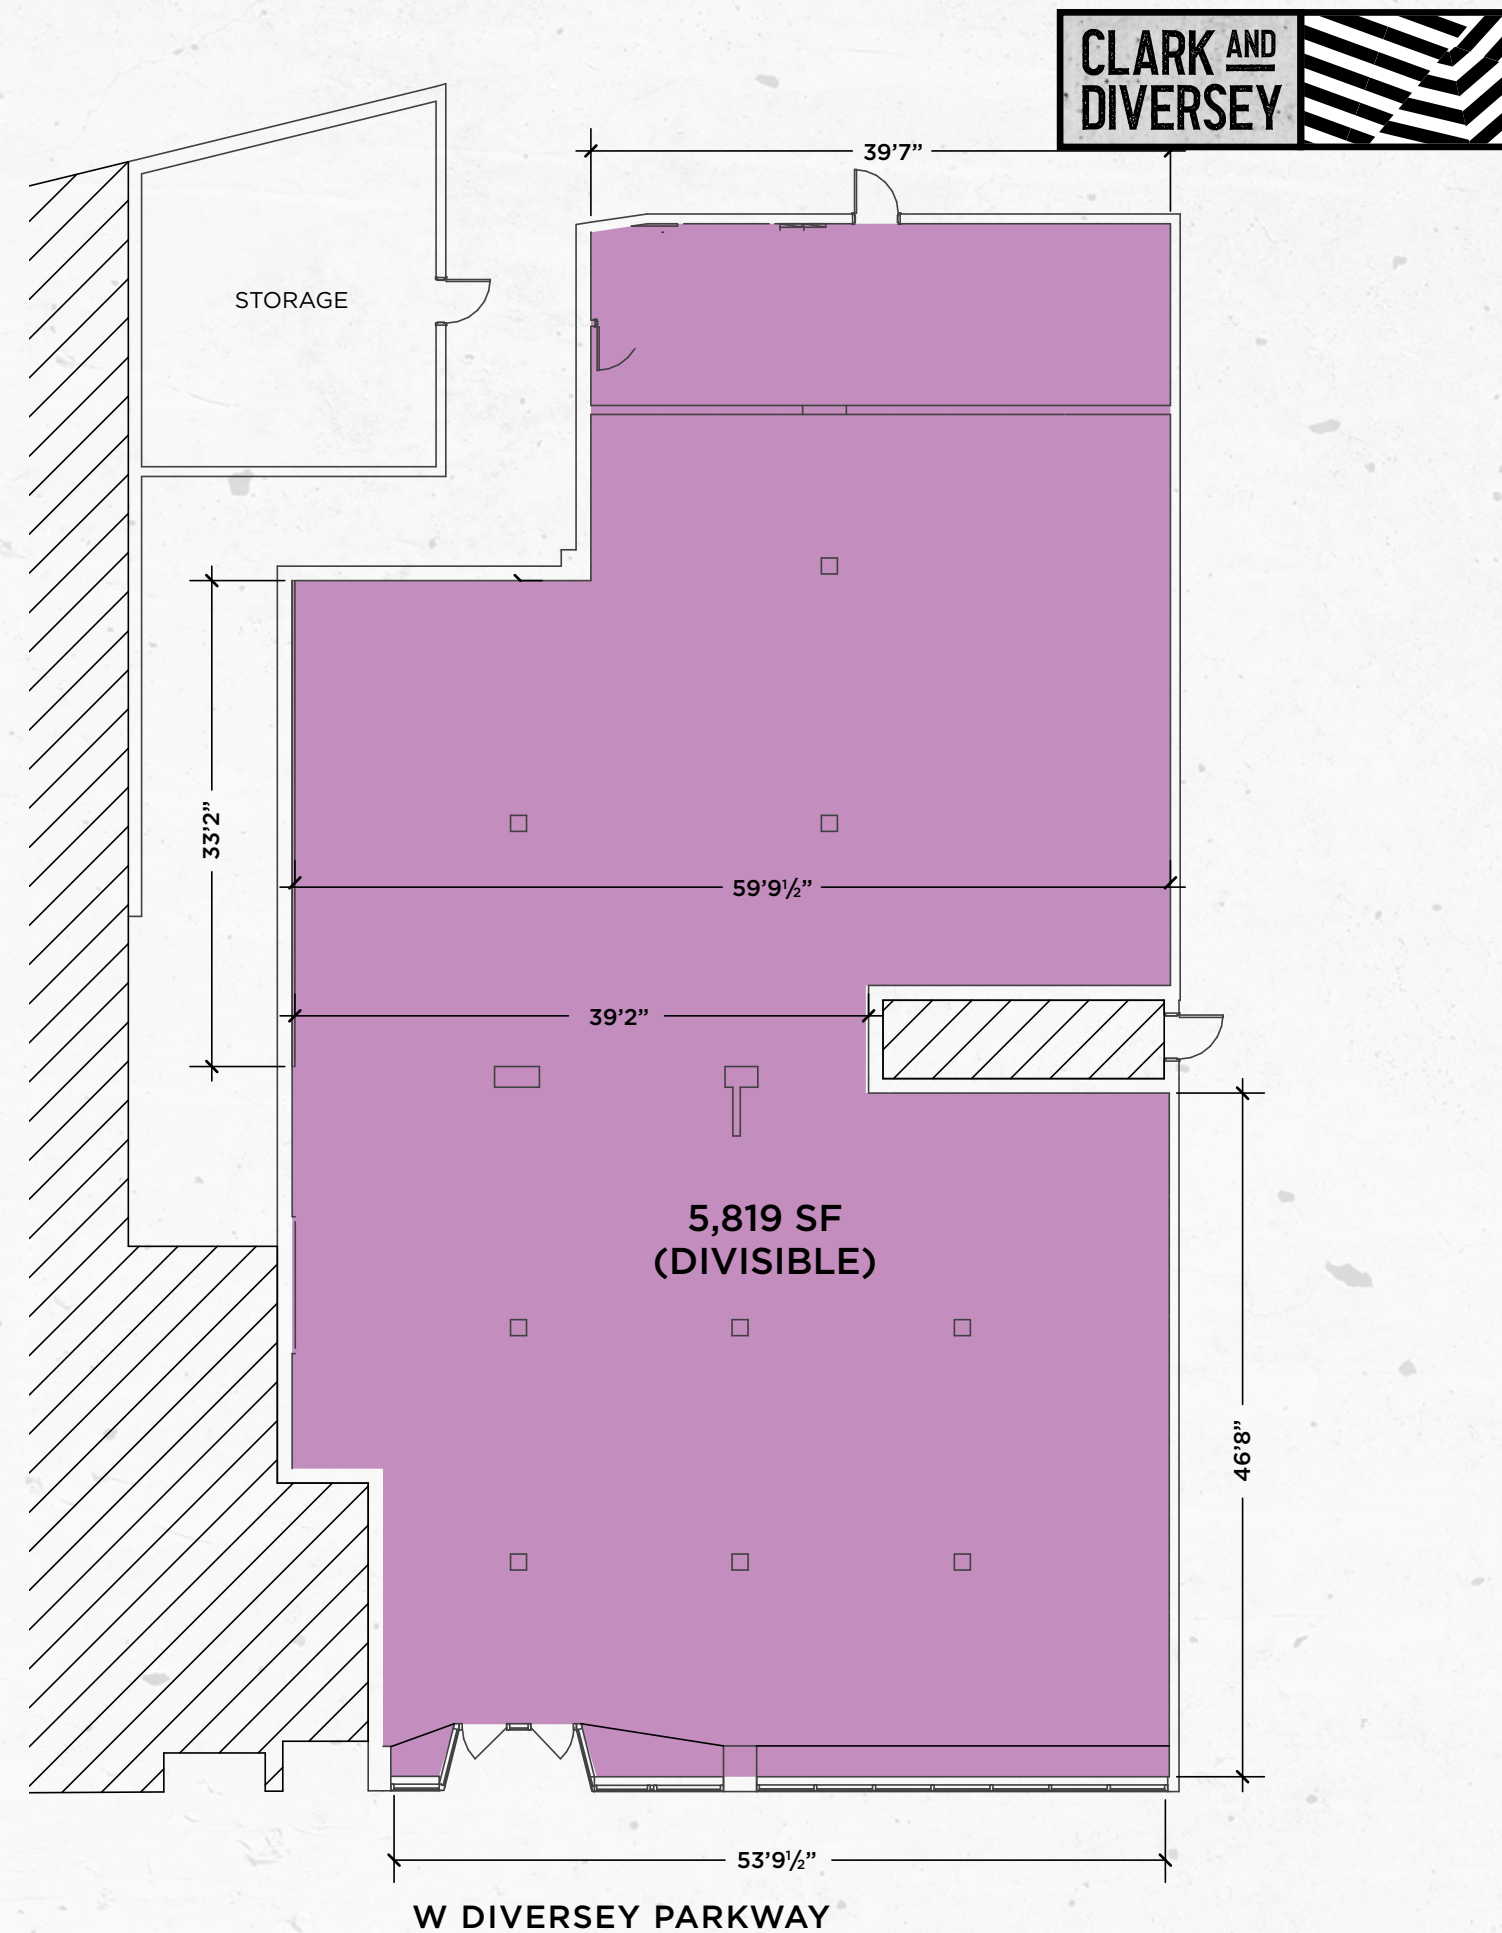 CLARK AND
DIVERSEY
39’7”
STORAGE
33’2”
59’9½”
39’2”
5,819 SF
(DIVISIBLE)
46’8”
53’9½”
W DIVERSEY PARKWAY